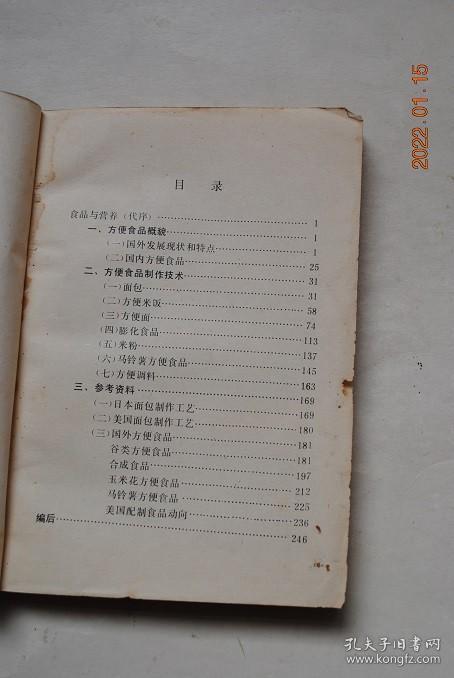 目 录
食品与营养（代序）……………………1
一、方便食品概貌……………………1
（一）国外发展现状和特点……………………1
（二）国内方便食品……………………25
二、方便食品制作技术……………………31
（一）面包……………………31
（二）方便米饭……………………58
（三）方便面……………………74
（四）膨化食品……………………113
（五）米粉……………………137
（六）马铃薯方便食品……………………145
（七）方便调料……………………163
三、参考资料……………………169
（一）日本面包制作工艺……………………169
（二）美国面包制作工艺……………………180
（三）国外方便食品……………………181
谷类方便食品……………………181
合成食品……………………197
玉米花方便食品……………………212
马铃薯方便食品……………………225
美国配制食品动向……………………236
编后……………………246
2022.01.15
孔夫子旧书网
www.kongfz.com